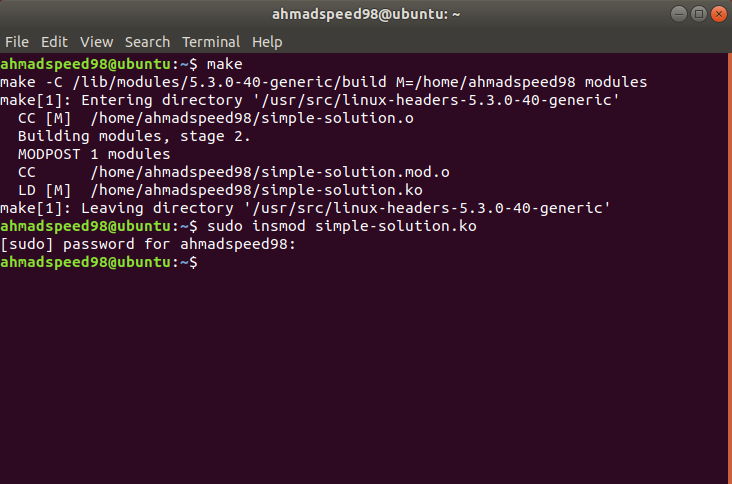 ahmadspeed98@ubuntu: ~
File Edit View Search Terminal Help
ahmadspeed98@ubuntu:~$ make
make -C /lib/modules/5.3.0-40-generic/build M=/home/ahmadspeed98 modules
make[1]: Entering directory '/usr/src/linux-headers-5.3.0-40-generic'
  CC [M]  /home/ahmadspeed98/simple-solution.o
  Building modules, stage 2.
  MODPOST 1 modules
  CC      /home/ahmadspeed98/simple-solution.mod.o
  LD [M]  /home/ahmadspeed98/simple-solution.ko
make[1]: Leaving directory '/usr/src/linux-headers-5.3.0-40-generic'
ahmadspeed98@ubuntu:~$ sudo insmod simple-solution.ko
[sudo] password for ahmadspeed98:
ahmadspeed98@ubuntu:~$